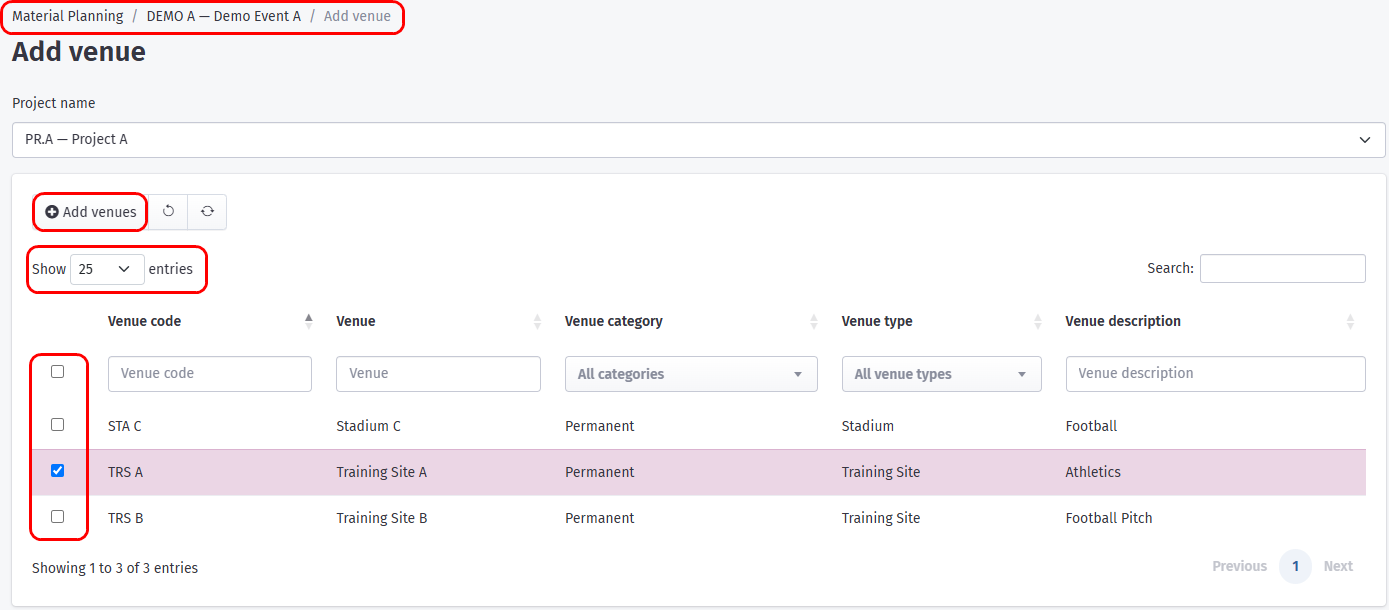 Material Planning / DEMO A — Demo Event A / Add venue
Add venue
Project name
PR.A — Project A
Add venues
Show 25 entries Search:
Venue code Venue Venue category Venue type Venue description
Venue code Venue All categories All venue types Venue description
STA C Stadium C Permanent Stadium Football
TRS A Training Site A Permanent Training Site Athletics
TRS B Training Site B Permanent Training Site Football Pitch
Showing 1 to 3 of 3 entries Previous 1 Next